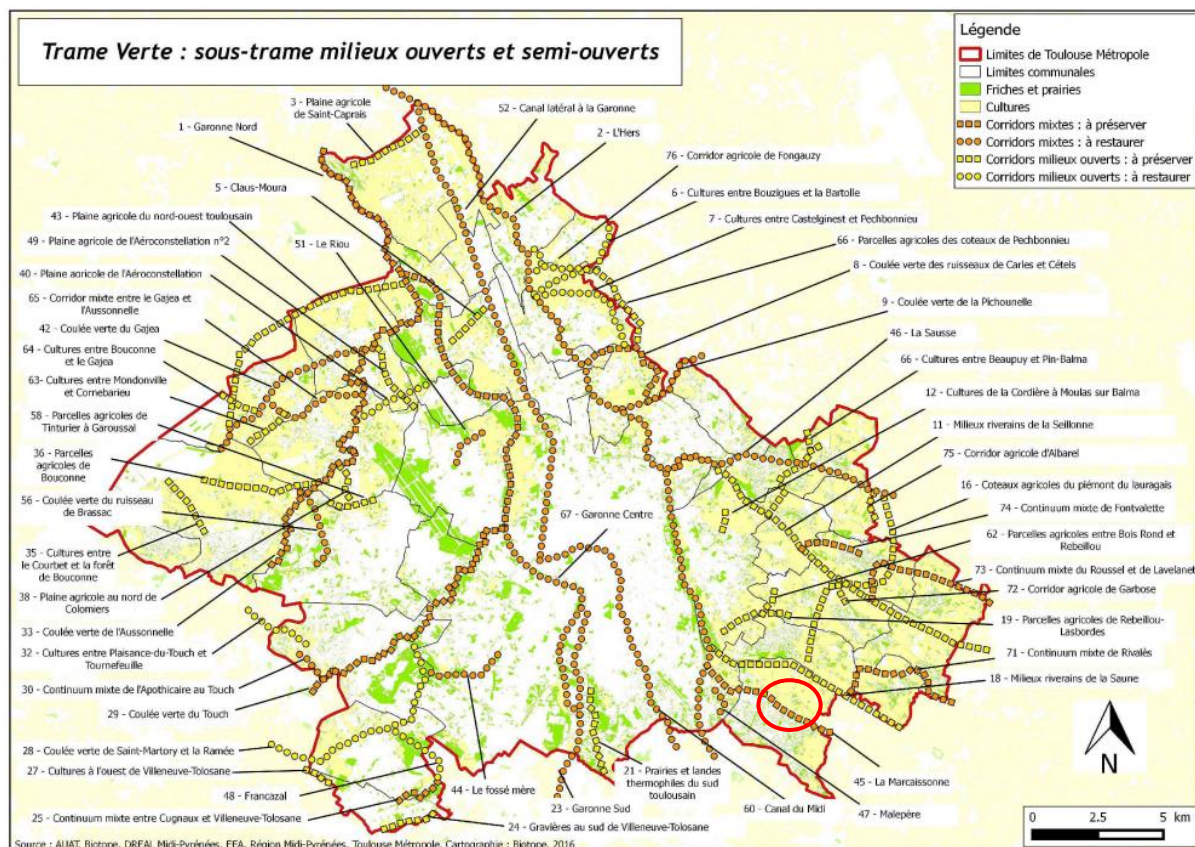 Trame Verte : sous-trame milieux ouverts et semi-ouverts
Légende
Limites de Toulouse Métropole
Limites communales
Friches et prairies
Cultures
Corridors mixtes : à préserver
Corridors mixtes : à restaurer
Corridors milieux ouverts : à préserver
Corridors milieux ouverts : à restaurer
3 - Plaine agricole
de Saint-Caprais
52 - Canal latéral à la Garonne
1 - Garonne Nord
2 - L'Hers
5 - Claus-Moura
76 - Corridor agricole de Fongauzy
6 - Cultures entre Bouzigues et la Bartolle
43 - Plaine agricole du nord-ouest toulousain
7 - Cultures entre Castelginest et Pechbonnieu
49 - Plaine agricole de l'Aéroconstellation n°2
51 - Le Riou
66 - Parcelles agricoles des coteaux de Pechbonnieu
40 - Plaine agricole de l'Aéroconstellation
8 - Coulée verte des ruisseaux de Carles et Cétels
65 - Corridor mixte entre le Gajea et
l'Aussonnelle
9 - Coulée verte de la Pichounelle
42 - Coulée verte du Gajea
46 - La Sausse
64 - Cultures entre Bouconne
et le Gajea
66 - Cultures entre Beaupuy et Pin-Balma
63- Cultures entre Mondonville
et Cornebarieu
12 - Cultures de la Cordière à Moulas sur Balma
58 - Parcelles agricoles de
Tinturier à Garoussal
11 - Milieux riverains de la Seillonne
75 - Corridor agricole d'Albarel
36 - Parcelles
agricoles de
Bouconne
16 - Coteaux agricoles du piémont du lauragais
56 - Coulée verte du ruisseau
de Brassac
74 - Continuum mixte de Fontvalette
67 - Garonne Centre
62 - Parcelles agricoles entre Bois Rond et
Rebeillou
35 - Cultures entre
le Courbet et la forêt
de Bouconne
73 - Continuum mixte du Roussel et de Lavelanet
72 - Corridor agricole de Garbose
38 - Plaine agricole au nord de
Colomiers
19 - Parcelles agricoles de Rebeillou-
Lasbordes
33 - Coulée verte de l'Aussonnelle
32 - Cultures entre Plaisance-du-Touch et
Tournefeuille
71 - Continuum mixte de Rivalès
30 - Continuum mixte de l'Apothicaire au Touch
18 - Milieux riverains de la Saune
29 - Coulée verte du Touch
28 - Coulée verte de Saint-Martory et la Ramée
27 - Cultures à l'ouest de Villeneuve-Tolosane
48 - Francazal
44 - Le fossé mère
21 - Prairies et landes
thermophiles du sud
toulousain
45 - La Marcaissonne
25 - Continuum mixte entre Cugnaux et Villeneuve-Tolosane
23 - Garonne Sud
60 - Canal du Midi
47 - Malepère
24 - Gravières au sud de Villeneuve-Tolosane
N
0 2.5 5 km
Source : AUAT, Biotope, DREAL Midi-Pyrénées, EEA, Région Midi-Pyrénées, Toulouse Métropole. Cartographie : Biotope, 2016